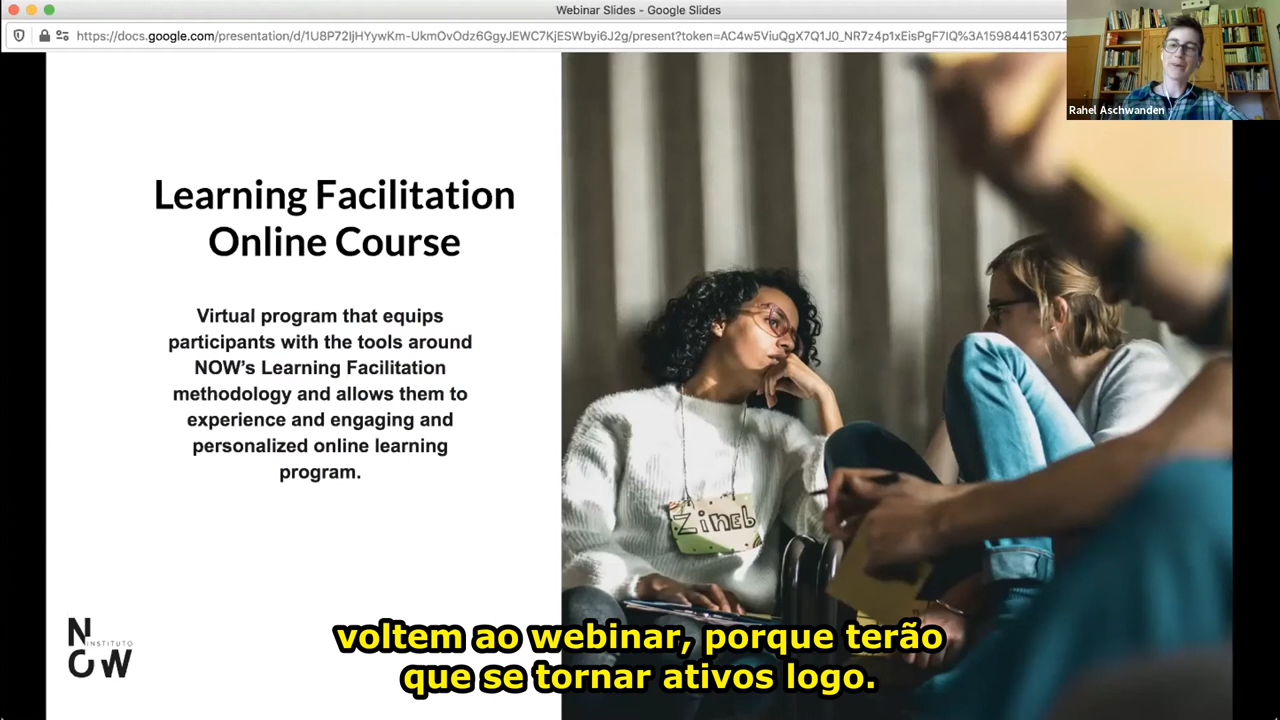 Webinar Slides - Google Slides
https://docs.google.com/presentation/d/1U8P72IjHYywKm-UkmOvOdz6GgyJEWC7KjESWbyi6J2g/present?token=AC4w5ViuQgX7Q1J0_NR7z4p1xEisPgF7IQ%3A159844153072
Rahel Aschwanden
Learning Facilitation
Online Course
Virtual program that equips
participants with the tools around
NOW's Learning Facilitation
methodology and allows them to
experience and engaging and
personalized online learning
program.
zineb
N INSTITUTO
OW
voltem ao webinar, porque terão
que se tornar ativos logo.